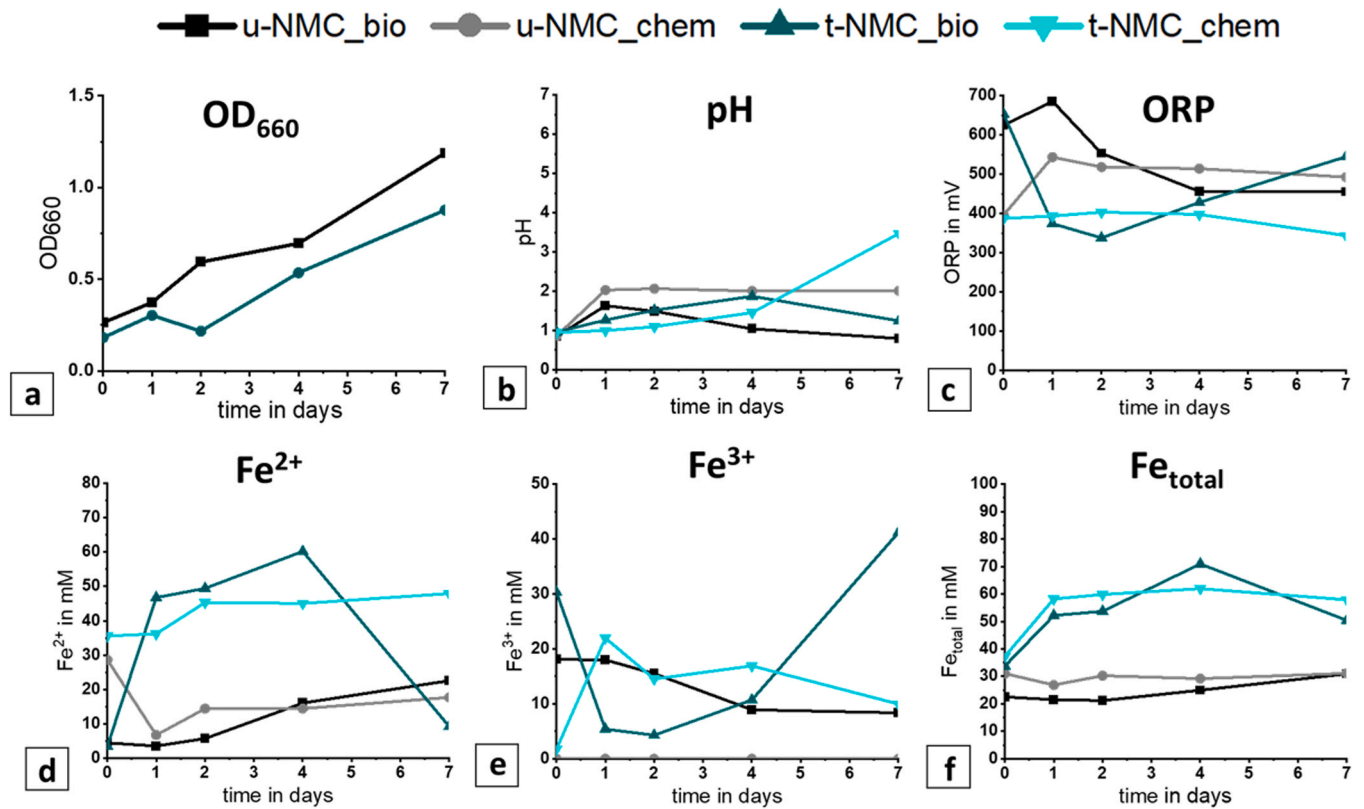 u-NMC_bio u-NMC_chem t-NMC_bio t-NMC_chem
OD660
1.5
1.0
0.5
0.0
OD660
0 1 2 3 4 5 6 7
time in days
a
pH
7
6
5
4
3
2
1
0
pH
0 1 2 3 4 5 6 7
time in days
b
ORP
700
600
500
400
300
200
100
0
ORP in mV
0 1 2 3 4 5 6 7
time in days
c
Fe2+
80
70
60
50
40
30
20
10
0
Fe2+ in mM
0 1 2 3 4 5 6 7
time in days
d
Fe3+
50
40
30
20
10
0
Fe3+ in mM
0 1 2 3 4 5 6 7
time in days
e
Fetotal
100
90
80
70
60
50
40
30
20
10
0
Fetotal in mM
0 1 2 3 4 5 6 7
time in days
f